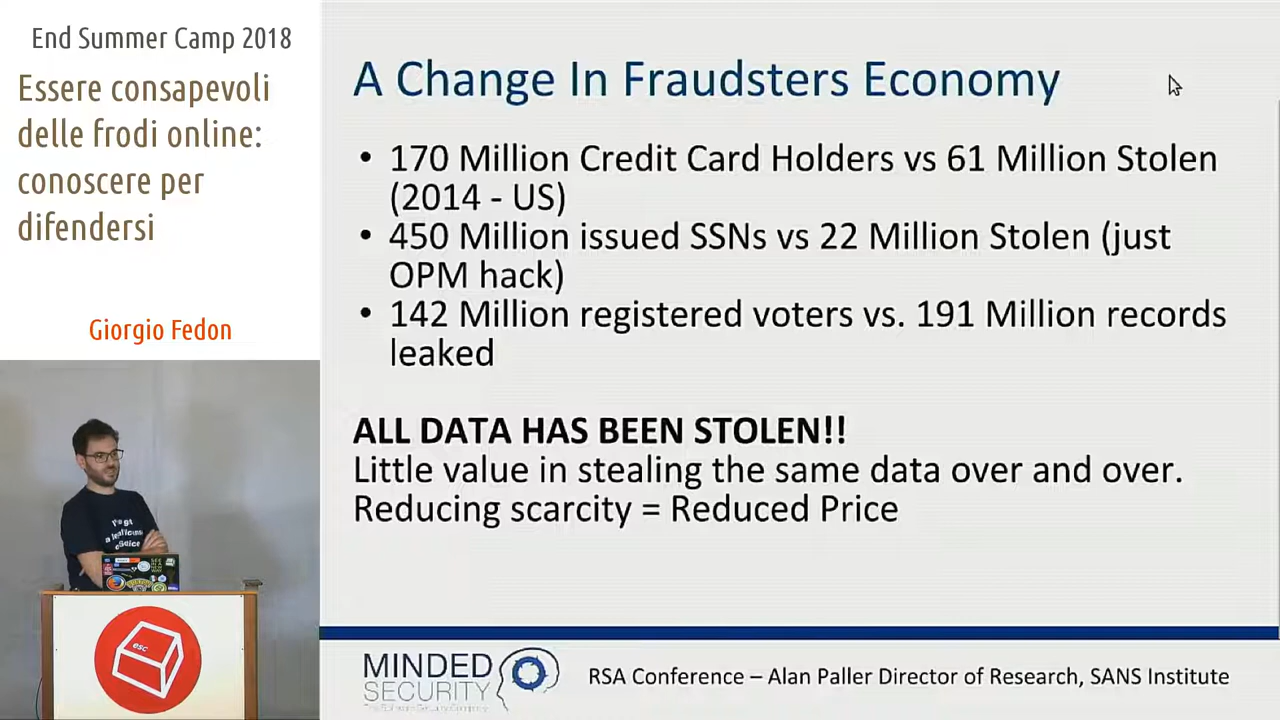 End Summer Camp 2018
Essere consapevoli
delle frodi online:
conoscere per
difendersi
Giorgio Fedon
A Change In Fraudsters Economy
• 170 Million Credit Card Holders vs 61 Million Stolen
(2014 - US)
• 450 Million issued SSNs vs 22 Million Stolen (just
OPM hack)
• 142 Million registered voters vs. 191 Million records
leaked
ALL DATA HAS BEEN STOLEN!!
Little value in stealing the same data over and over.
Reducing scarcity = Reduced Price
MINDED
SECURITY
RSA Conference – Alan Paller Director of Research, SANS Institute
esc